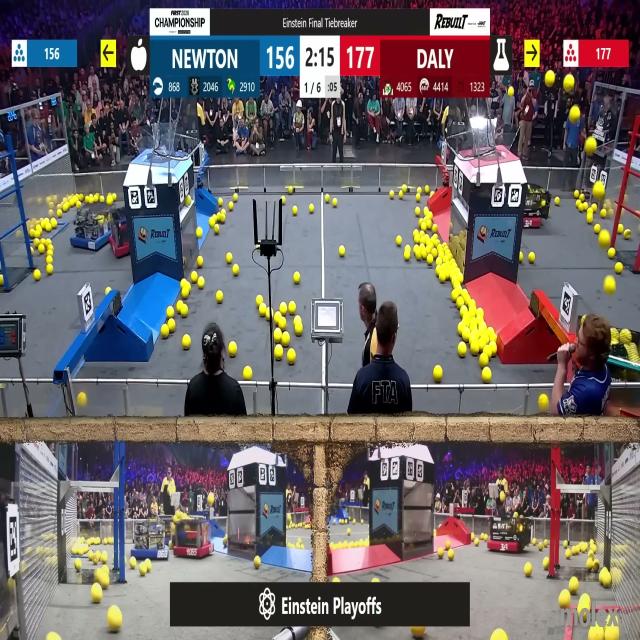 FIRST
CHAMPIONSHIP
Einstein Final Tiebreaker
REBUILT
156
NEWTON
156
2:15
177
DALY
177
868
2046
2910
1 / 6
:05
4065
4414
1323
REBUILT
REBUILT
FTA
Einstein Playoffs